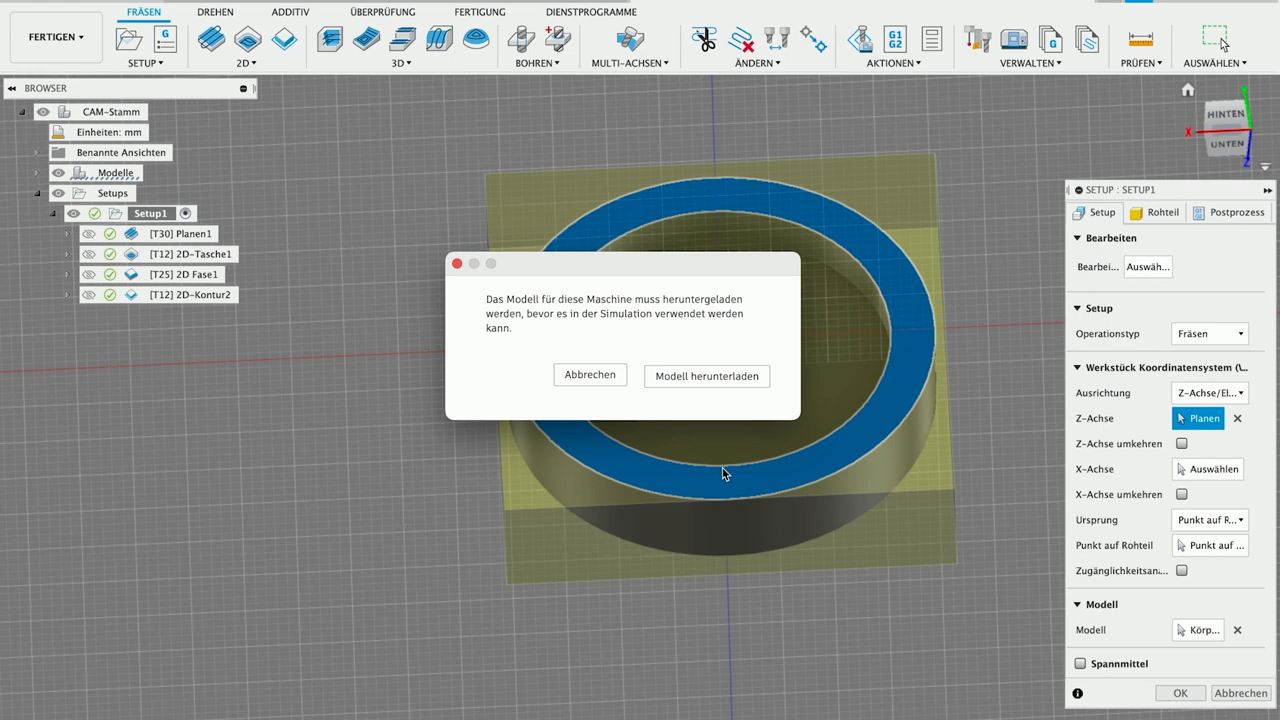 FRÄSEN DREHEN ADDITIV ÜBERPRÜFUNG FERTIGUNG DIENSTPROGRAMME
FERTIGEN
G G1 G2 G
SETUP 2D 3D BOHREN MULTI-ACHSEN ÄNDERN AKTIONEN VERWALTEN PRÜFEN AUSWÄHLEN
BROWSER
CAM-Stamm
Einheiten: mm
Benannte Ansichten
Modelle
Setups
Setup1
[T30] Planen1
[T12] 2D-Tasche1
[T25] 2D Fase1
[T12] 2D-Kontur2
HINTEN
X
UNTEN
Z
Das Modell für diese Maschine muss heruntergeladen
werden, bevor es in der Simulation verwendet werden
kann.
Abbrechen Modell herunterladen
SETUP : SETUP1
Setup Rohteil Postprozess
Bearbeiten
Bearbei... Auswäh...
Setup
Operationstyp Fräsen
Werkstück Koordinatensystem (\...
Ausrichtung Z-Achse/El...
Z-Achse Planen
Z-Achse umkehren
X-Achse Auswählen
X-Achse umkehren
Ursprung Punkt auf R...
Punkt auf Rohteil Punkt auf ...
Zugänglichkeitsan...
Modell
Modell Körp...
Spannmittel
OK Abbrechen